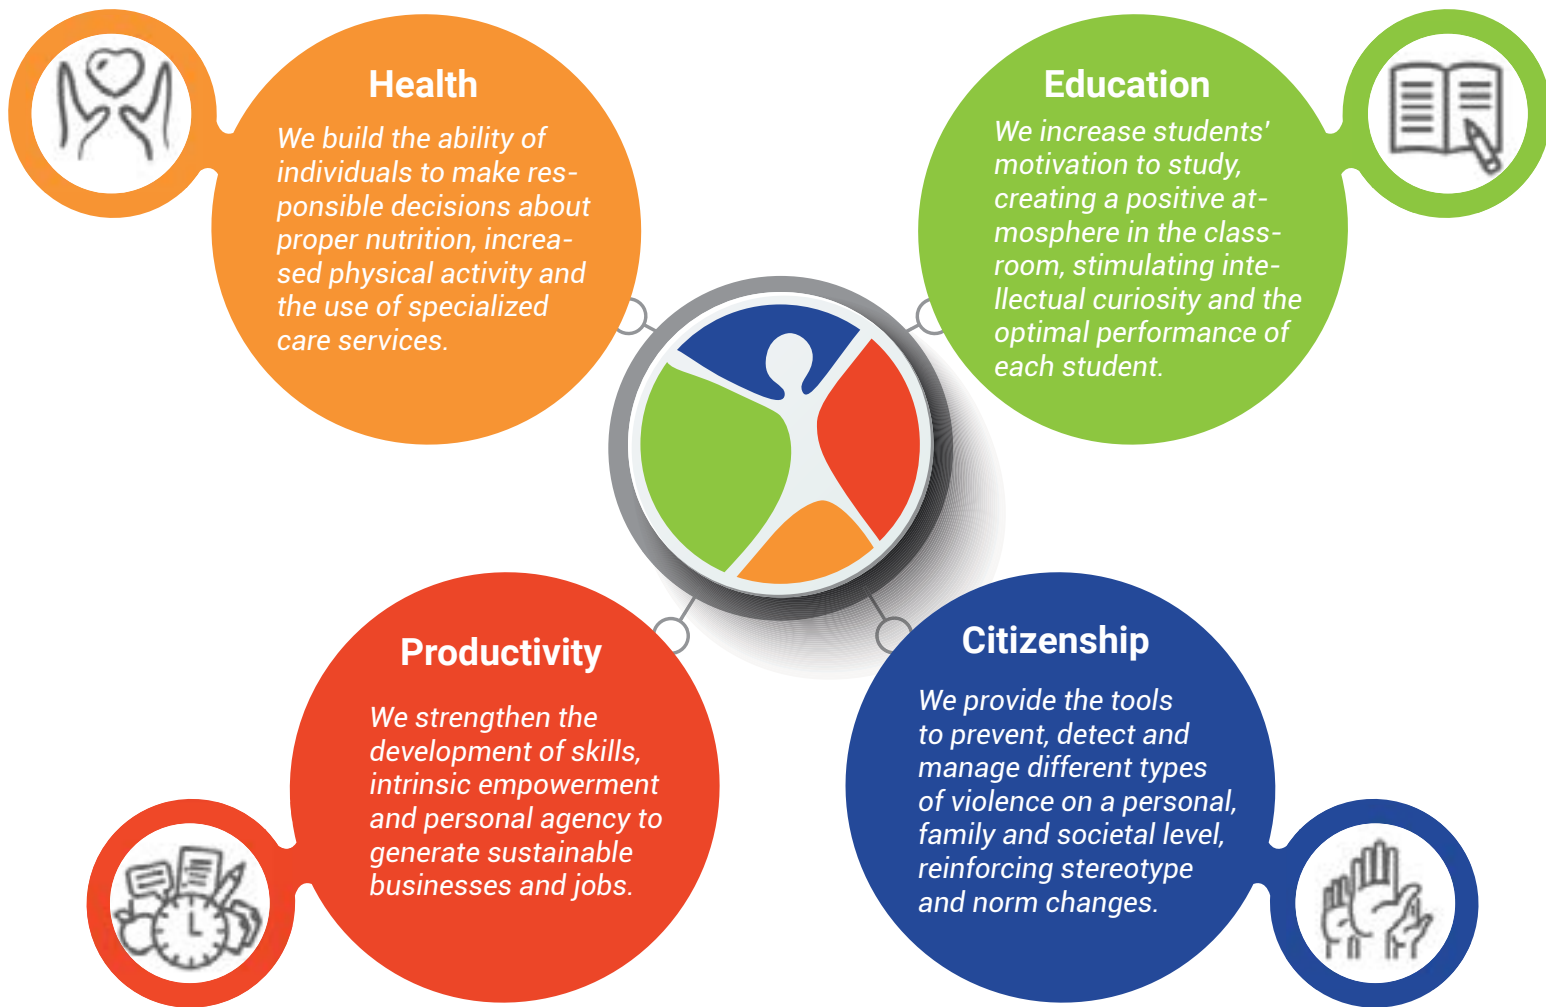 Health
We build the ability of
individuals to make res-
ponsible decisions about
proper nutrition, increa-
sed physical activity and
the use of specialized
care services.
Education
We increase students'
motivation to study,
creating a positive at-
mosphere in the class-
room, stimulating inte-
llectual curiosity and the
optimal performance of
each student.
Productivity
We strengthen the
development of skills,
intrinsic empowerment
and personal agency to
generate sustainable
businesses and jobs.
Citizenship
We provide the tools
to prevent, detect and
manage different types
of violence on a personal,
family and societal level,
reinforcing stereotype
and norm changes.